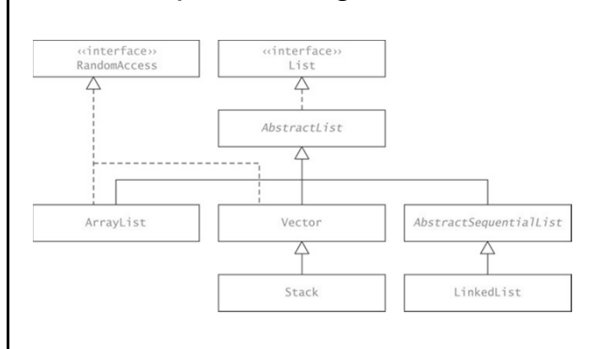 ‹‹interface›› ‹‹interface››
RandomAccess List
AbstractList
ArrayList Vector AbstractSequentialList
Stack LinkedList